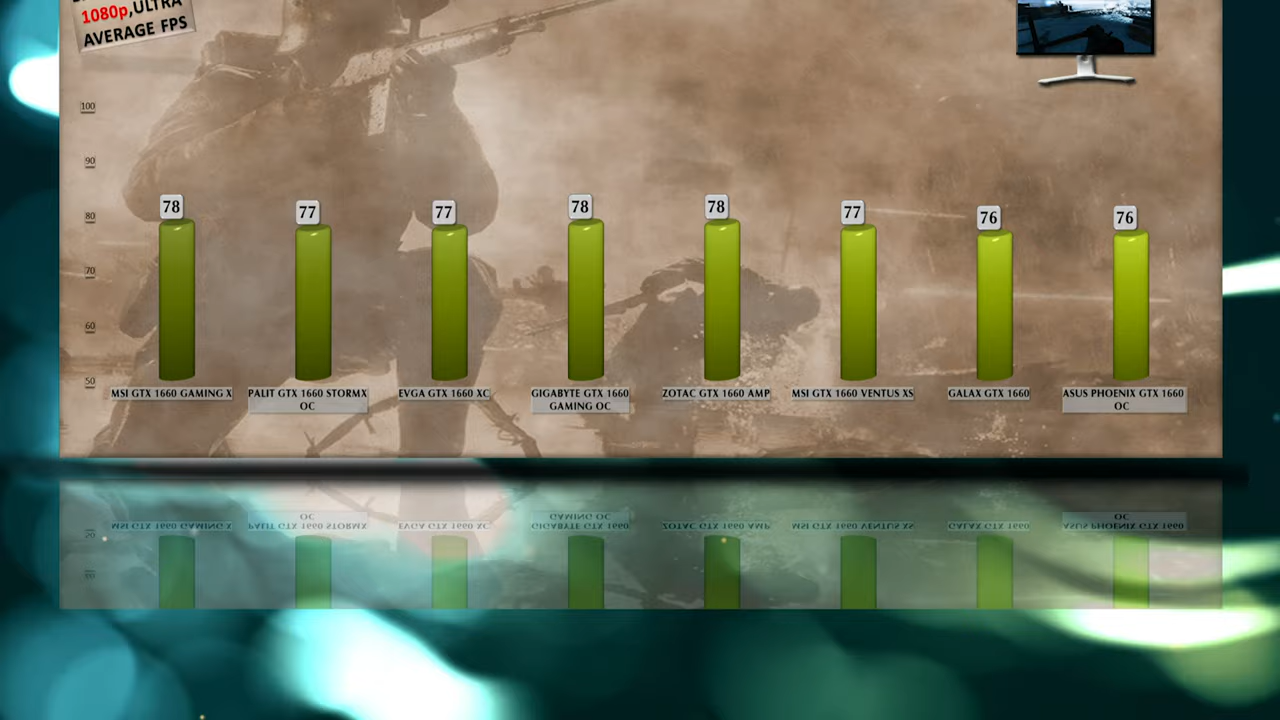 1080p,ULTRA
AVERAGE FPS
100
90
80
70
60
50
78
77
77
78
78
77
76
76
MSI GTX 1660 GAMING X
PALIT GTX 1660 STORMX
OC
EVGA GTX 1660 XC
GIGABYTE GTX 1660
GAMING OC
ZOTAC GTX 1660 AMP
MSI GTX 1660 VENTUS XS
GALAX GTX 1660
ASUS PHOENIX GTX 1660
OC